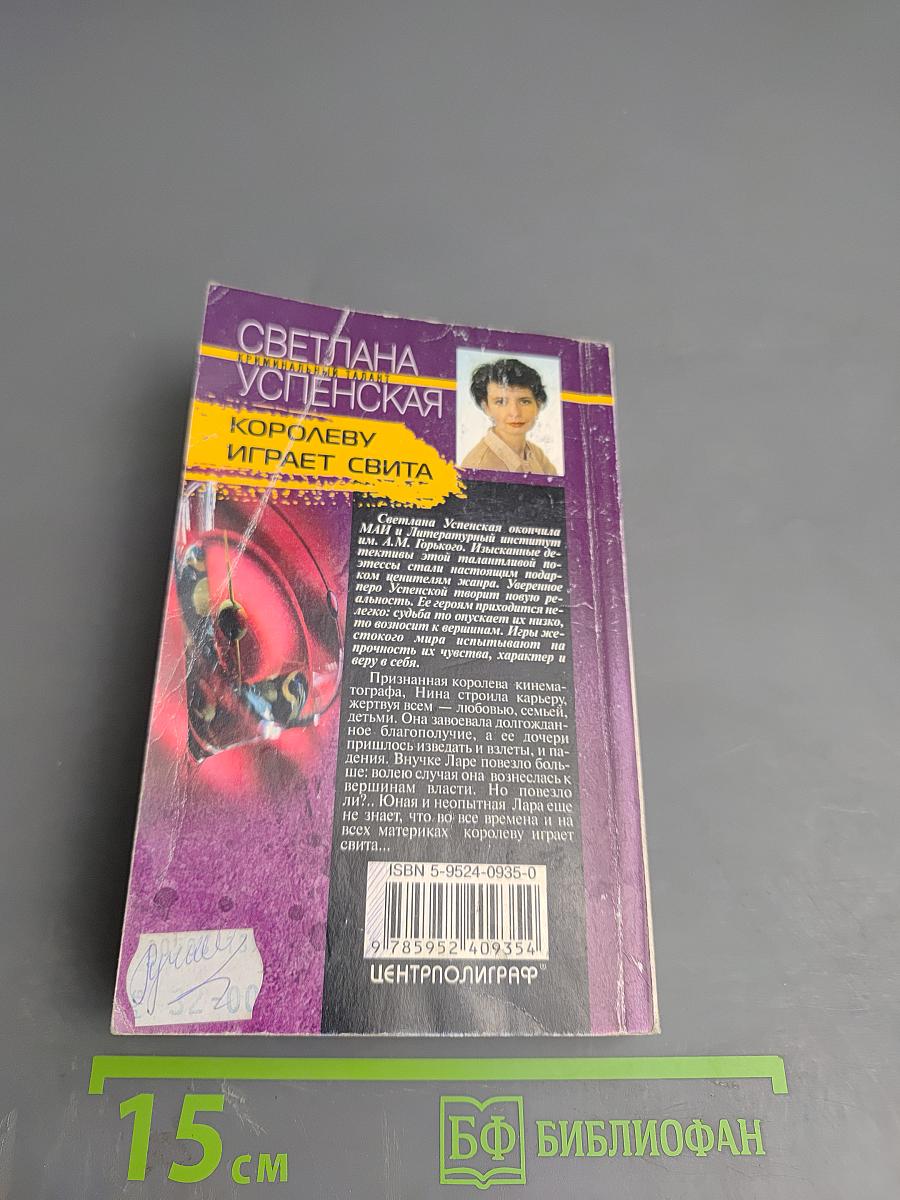 СВЕТЛАНА
КРИМИНАЛЬНЫЙ ТАЛАНТ
УСПЕНСКАЯ
КОРОЛЕВУ
ИГРАЕТ СВИТА
Светлана Успенская окончила
МАИ и Литературный институт
им. А.М. Горького. Изысканные де-
тективы этой талантливой по-
этессы стали настоящим подар-
ком ценителям жанра. Уверенное
перо Успенской творит новую ре-
альность. Ее героям приходится не-
легко: судьба то опускает их низко,
то возносит к вершинам. Игры же-
стокого мира испытывают на
прочность их чувства, характер и
веру в себя.
Признанная королева кинема-
тографа, Нина строила карьеру,
жертвуя всем — любовью, семьей,
детьми. Она завоевала долгождан-
ное благополучие, а ее дочери
пришлось изведать и взлеты, и па-
дения. Внучке Ларе повезло боль-
ше: волею случая она вознеслась к
вершинам власти. Но повезло
ли?.. Юная и неопытная Лара еще
не знает, что во все времена и на
всех материках королеву играет
свита...
ISBN 5-9524-0935-0
9 785952 409354
ЦЕНТРПОЛИГРАФ
32-00
15 см
БФ БИБЛИОФАН